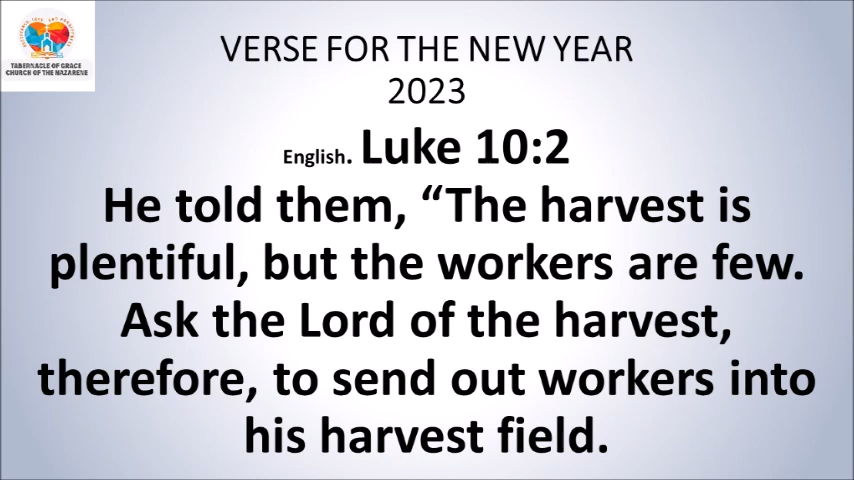 TABERNACLE OF GRACE
CHURCH OF THE NAZARENE
VERSE FOR THE NEW YEAR
2023
English. Luke 10:2
He told them, “The harvest is
plentiful, but the workers are few.
Ask the Lord of the harvest,
therefore, to send out workers into
his harvest field.